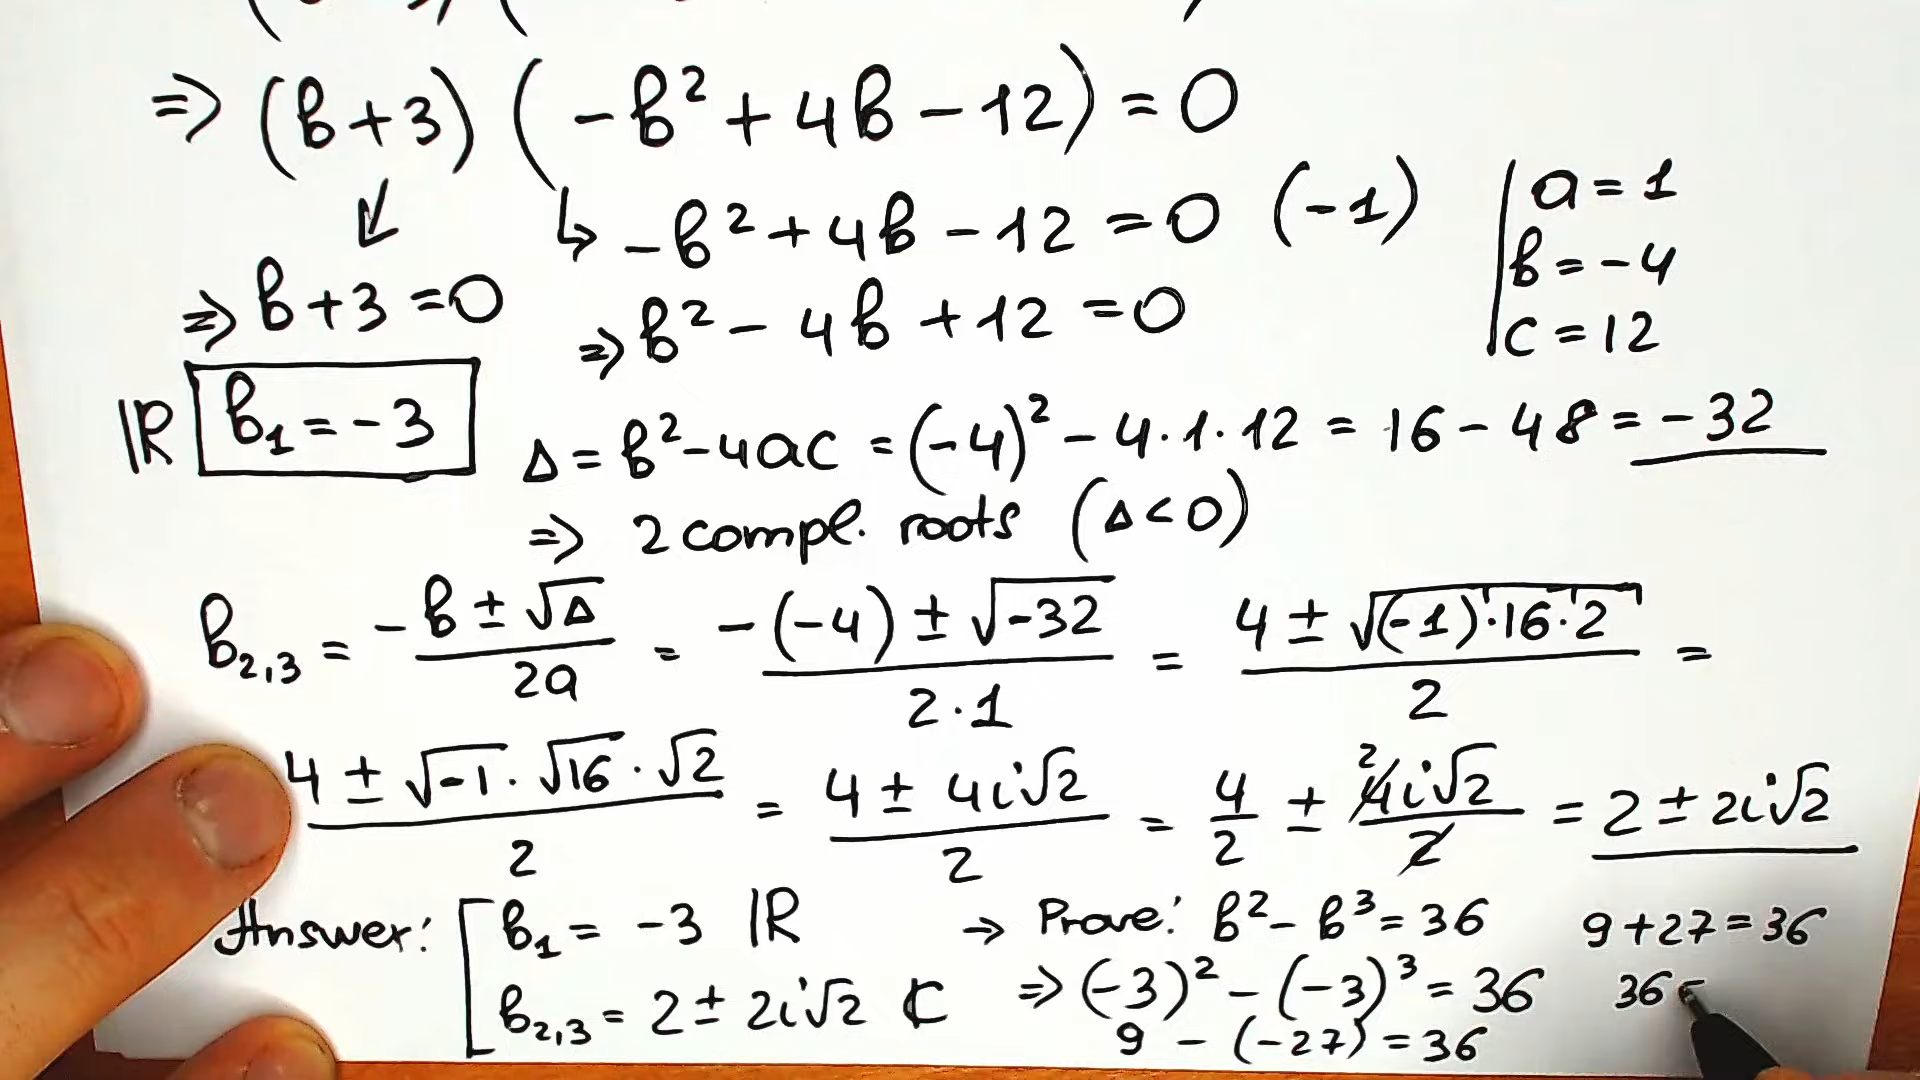 => (b+3) (-b² + 4b - 12) = 0
↳ -b² + 4b - 12 = 0 (-1)
a = 1
b = -4
c = 12
=> b+3 = 0
=> b² - 4b + 12 = 0
ℝ b₁ = -3
Δ = b² - 4ac = (-4)² - 4·1·12 = 16 - 48 = -32
=> 2 compl. roots (Δ < 0)
b₂,₃ = (-b ± √Δ)/(2a) = (-(-4) ± √-32)/(2·1) = (4 ± √(-1)·16·2)/2 =
(4 ± √-1 · √16 · √2)/2 = (4 ± 4i√2)/2 = 4/2 ± ²4i√2/2 = 2 ± 2i√2
Answer: b₁ = -3 ℝ
b₂,₃ = 2 ± 2i√2 ℂ
→ Prove: b² - b³ = 36
=> (-3)² - (-3)³ = 36
9 - (-27) = 36
9 + 27 = 36
36 =